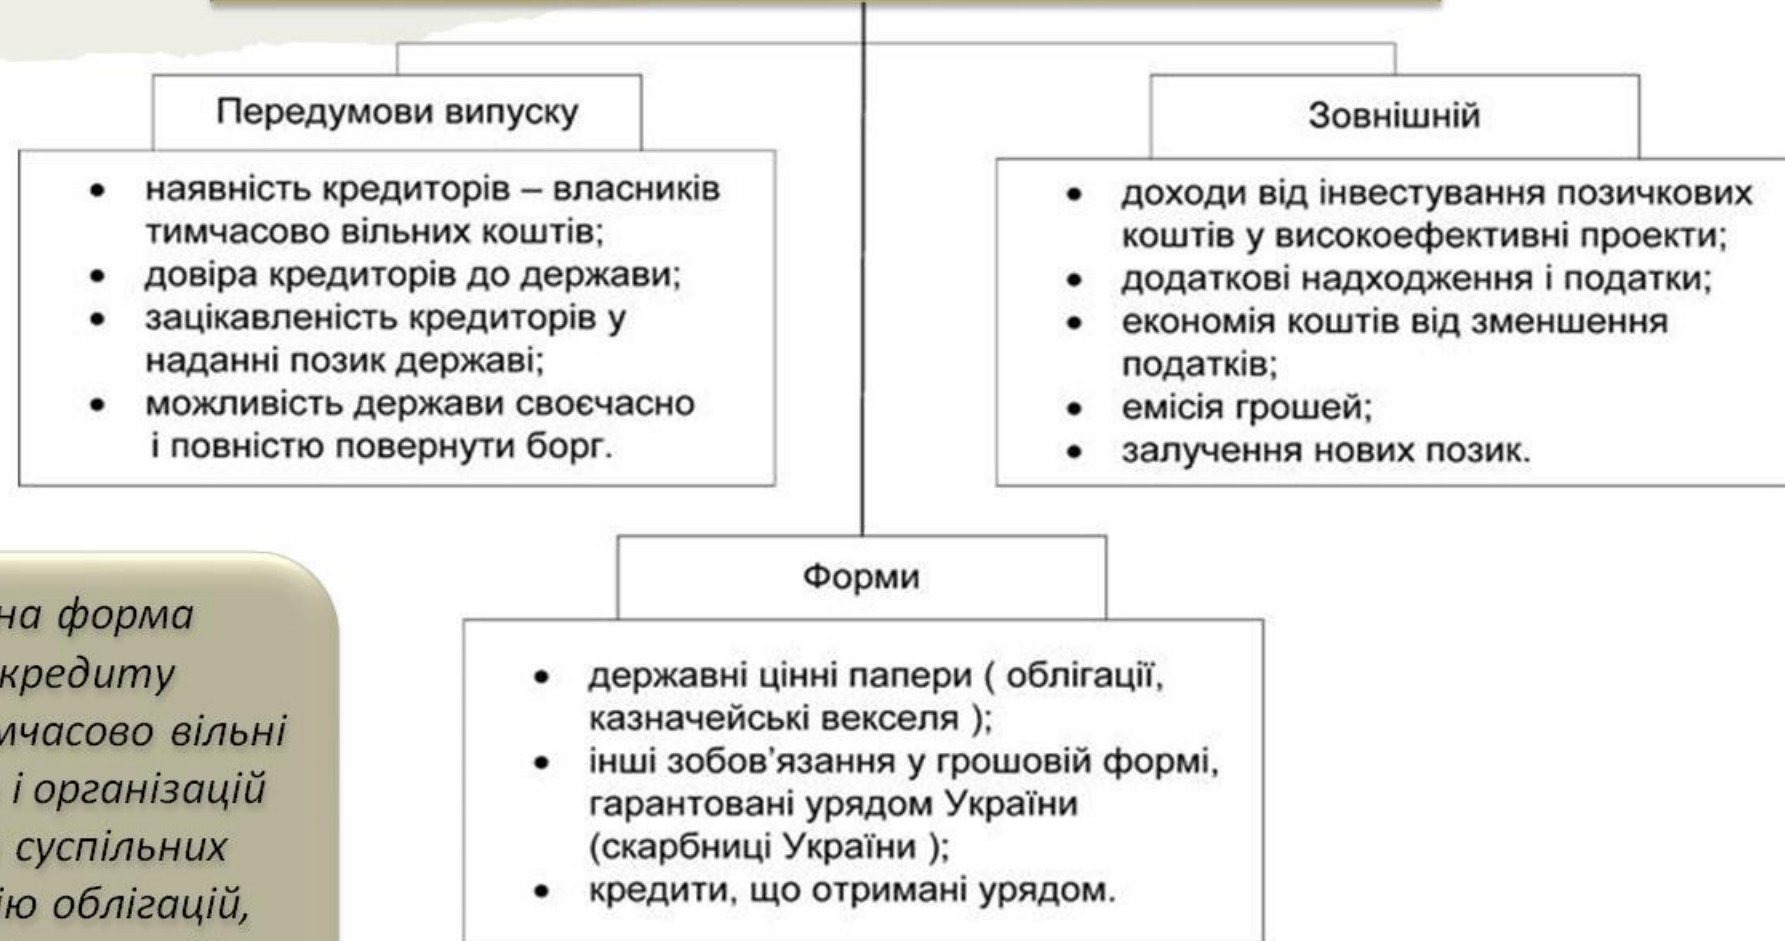 Передумови випуску
• наявність кредиторів – власників
тимчасово вільних коштів;
• довіра кредиторів до держави;
• зацікавленість кредиторів у
наданні позик державі;
• можливість держави своєчасно
і повністю повернути борг.
Зовнішній
• доходи від інвестування позичкових
коштів у високоефективні проекти;
• додаткові надходження і податки;
• економія коштів від зменшення
податків;
• емісія грошей;
• залучення нових позик.
Форми
• державні цінні папери ( облігації,
казначейські векселя );
• інші зобов’язання у грошовій формі,
гарантовані урядом України
(скарбниці України );
• кредити, що отримані урядом.
форма
кредиту
вільні
і організацій
суспільних
облігацій,